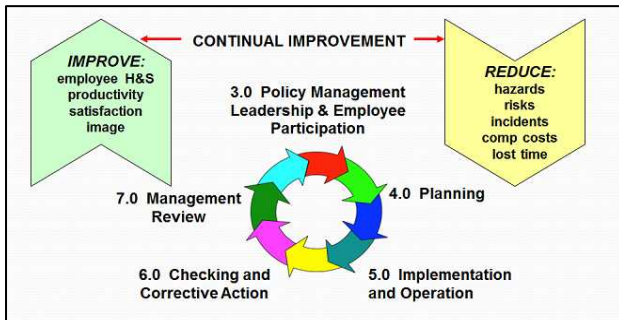 CONTINUAL IMPROVEMENT
IMPROVE:
employee H&S
productivity
satisfaction
image
REDUCE:
hazards
risks
incidents
comp costs
lost time
3.0 Policy Management
Leadership & Employee
Participation
4.0 Planning
5.0 Implementation
and Operation
6.0 Checking and
Corrective Action
7.0 Management
Review